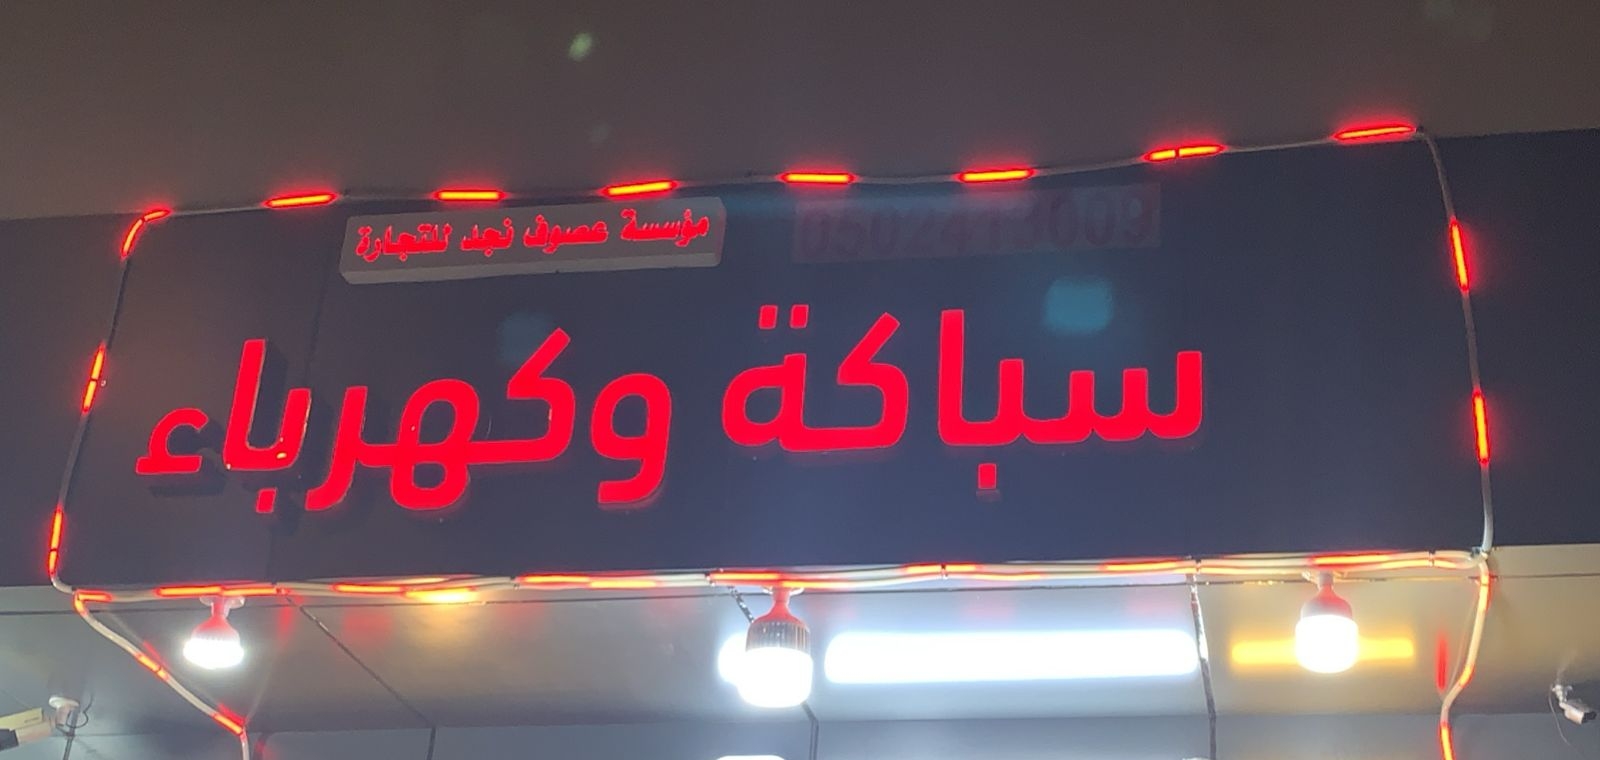 مؤسسة عصوف نجد للتجارة
سباكة وكهرباء